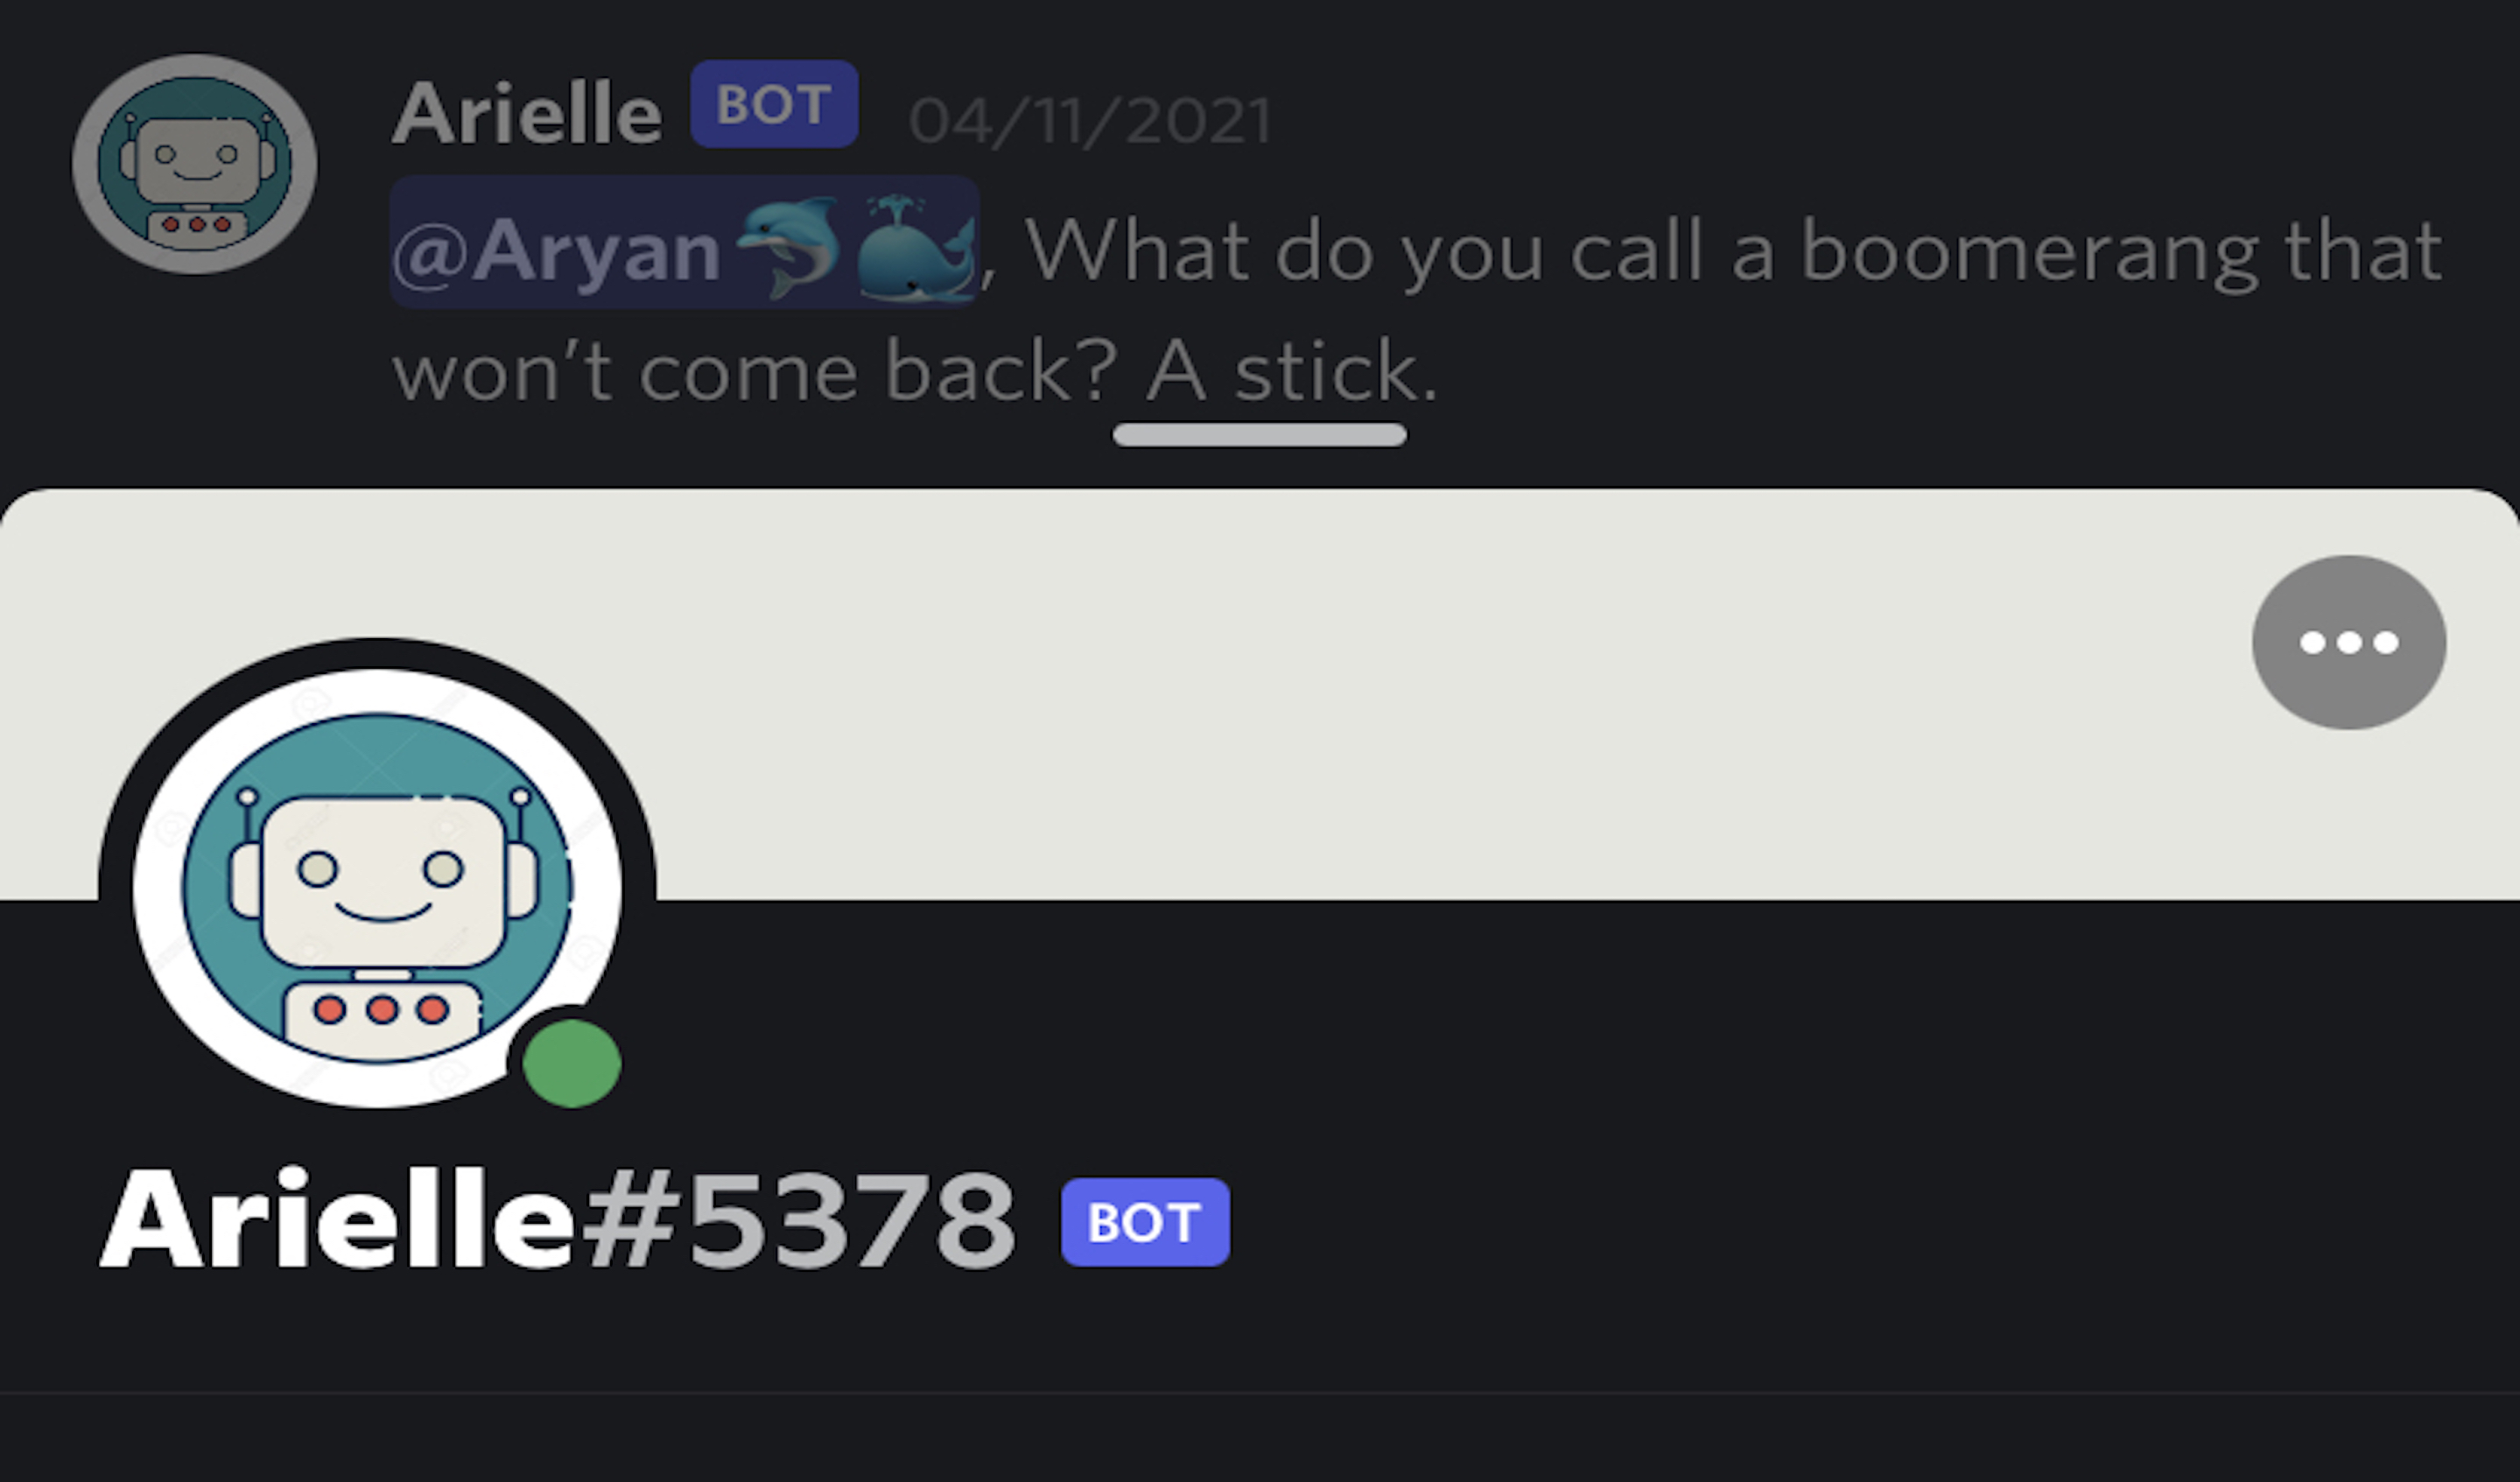 Arielle BOT 04/11/2021
@Aryan🐬🐳, What do you call a boomerang that
won’t come back? A stick.
Arielle#5378 BOT